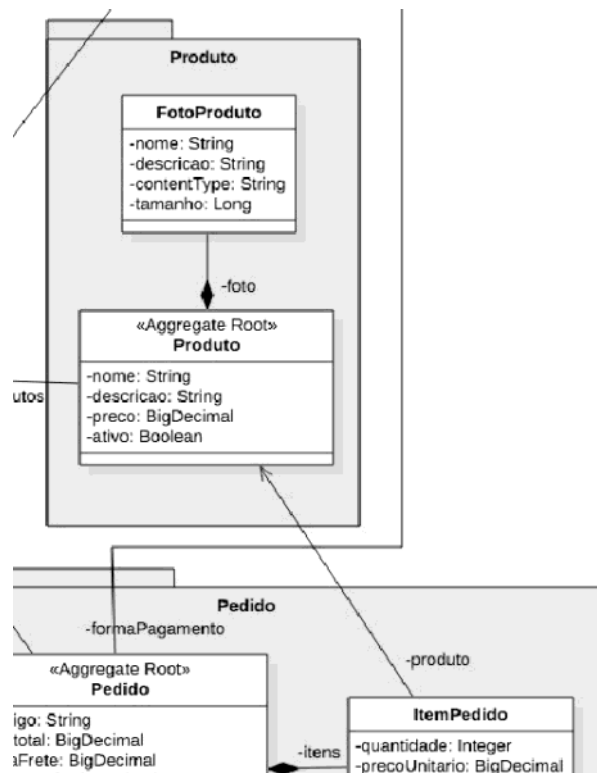 Produto
FotoProduto
-nome: String
-descricao: String
-contentType: String
-tamanho: Long
-foto
«Aggregate Root»
Produto
-nome: String
-descricao: String
-preco: BigDecimal
-ativo: Boolean
utos
Pedido
-formaPagamento
«Aggregate Root»
Pedido
igo: String
total: BigDecimal
aFrete: BigDecimal
-produto
-itens
ItemPedido
-quantidade: Integer
-precoUnitario: BigDecimal